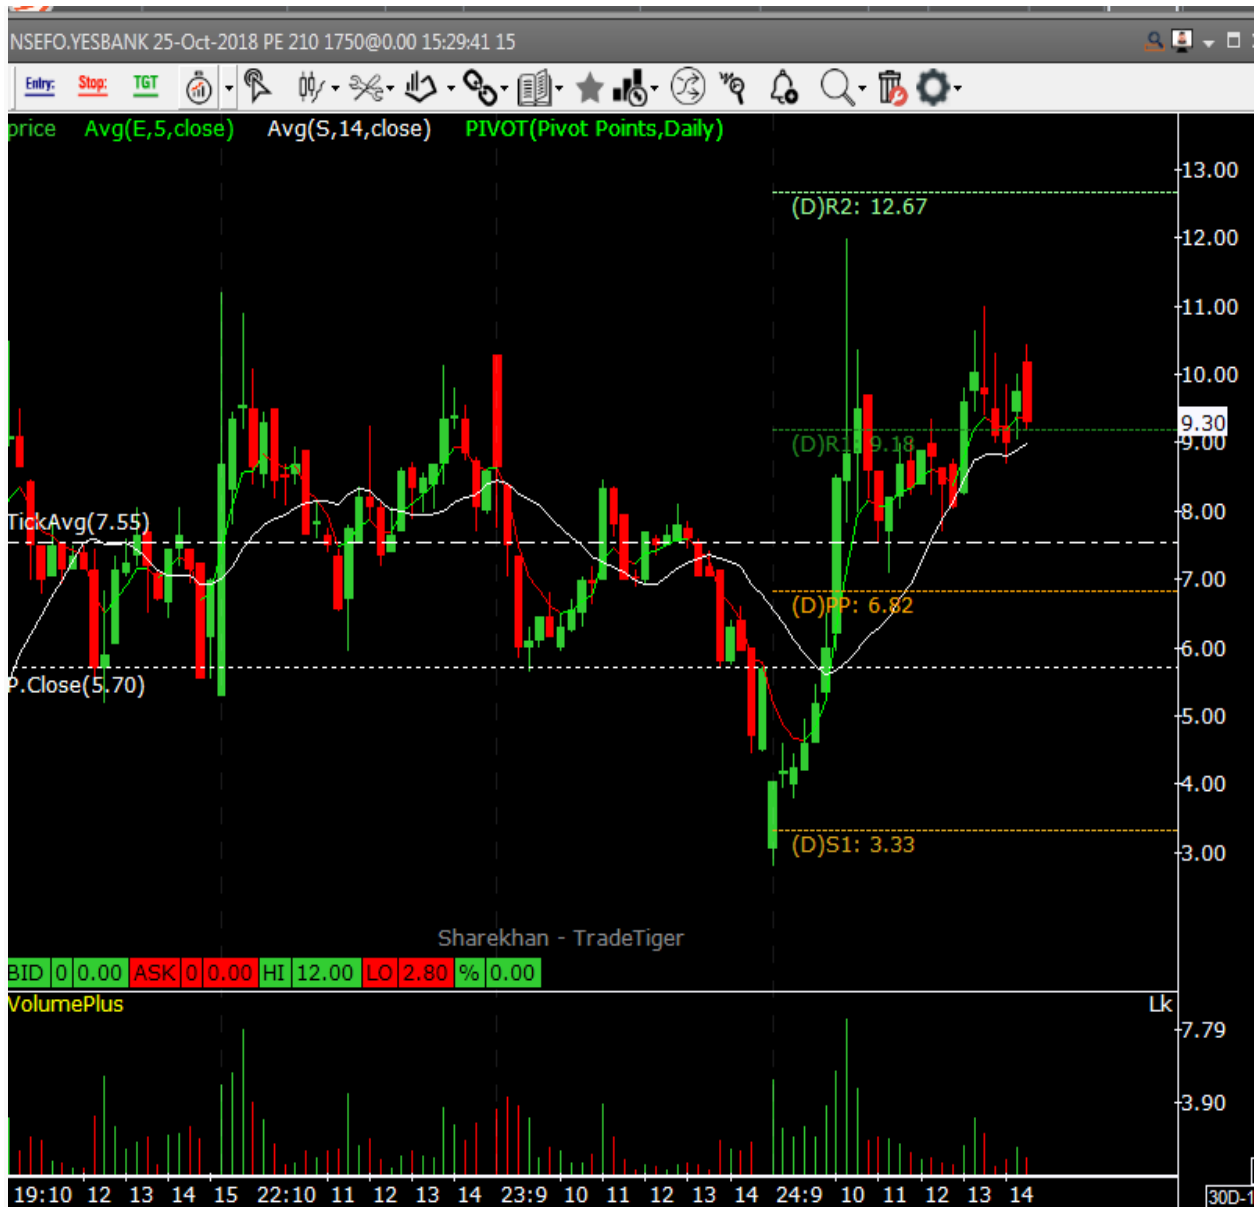 NSEFO.YESBANK 25-Oct-2018 PE 210 1750@0.00 15:29:41 15
Entry: Stop: TGT
price Avg(E,5,close) Avg(S,14,close) PIVOT(Pivot Points,Daily)
13.00
(D)R2: 12.67
12.00
11.00
10.00
9.30
(D)R1: 9.18 9.00
TickAvg(7.55) 8.00
7.00
(D)PP: 6.82
6.00
P.Close(5.70)
5.00
4.00
(D)S1: 3.33 3.00
Sharekhan - TradeTiger
BID 0 0.00 ASK 0 0.00 HI 12.00 LO 2.80 % 0.00
VolumePlus Lk
7.79
3.90
19:10 12 13 14 15 22:10 11 12 13 14 23:9 10 11 12 13 14 24:9 10 11 12 13 14 30D-1